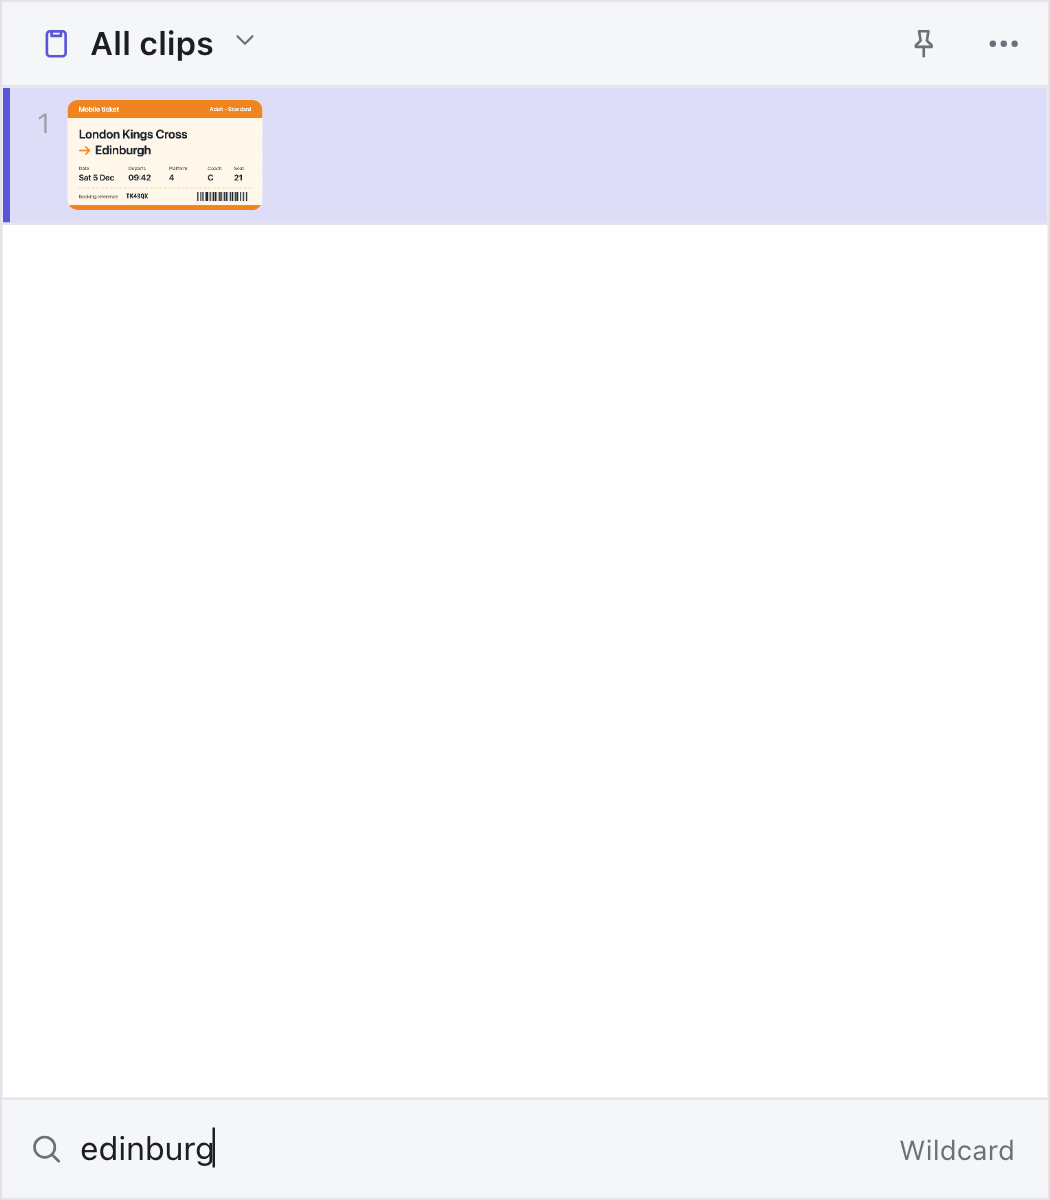 All clips
1
Mobile ticket
Adult - Standard
London Kings Cross
→ Edinburgh
Date Departs Platform Coach Seat
Sat 5 Dec 09:42 4 C 21
Booking reference
edinburg
Wildcard